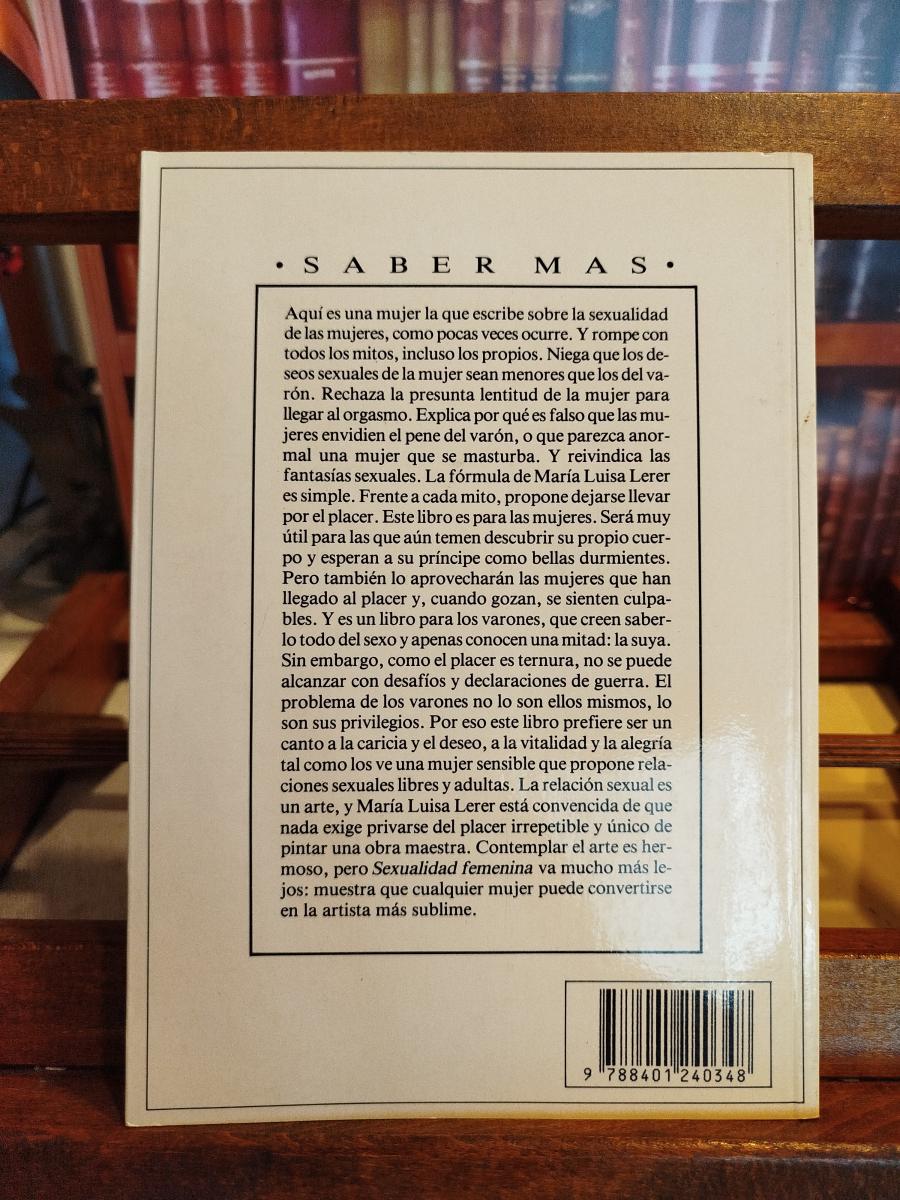 • SABER MAS •
Aquí es una mujer la que escribe sobre la sexualidad
de las mujeres, como pocas veces ocurre. Y rompe con
todos los mitos, incluso los propios. Niega que los de-
seos sexuales de la mujer sean menores que los del va-
rón. Rechaza la presunta lentitud de la mujer para
llegar al orgasmo. Explica por qué es falso que las mu-
jeres envidien el pene del varón, o que parezca anor-
mal una mujer que se masturba. Y reivindica las
fantasías sexuales. La fórmula de María Luisa Lerer
es simple. Frente a cada mito, propone dejarse llevar
por el placer. Este libro es para las mujeres. Será muy
útil para las que aún temen descubrir su propio cuer-
po y esperan a su príncipe como bellas durmientes.
Pero también lo aprovecharán las mujeres que han
llegado al placer y, cuando gozan, se sienten culpa-
bles. Y es un libro para los varones, que creen saber-
lo todo del sexo y apenas conocen una mitad: la suya.
Sin embargo, como el placer es ternura, no se puede
alcanzar con desafíos y declaraciones de guerra. El
problema de los varones no lo son ellos mismos, lo
son sus privilegios. Por eso este libro prefiere ser un
canto a la caricia y el deseo, a la vitalidad y la alegría
tal como los ve una mujer sensible que propone rela-
ciones sexuales libres y adultas. La relación sexual es
un arte, y María Luisa Lerer está convencida de que
nada exige privarse del placer irrepetible y único de
pintar una obra maestra. Contemplar el arte es her-
moso, pero Sexualidad femenina va mucho más le-
jos: muestra que cualquier mujer puede convertirse
en la artista más sublime.
9 788401 240348